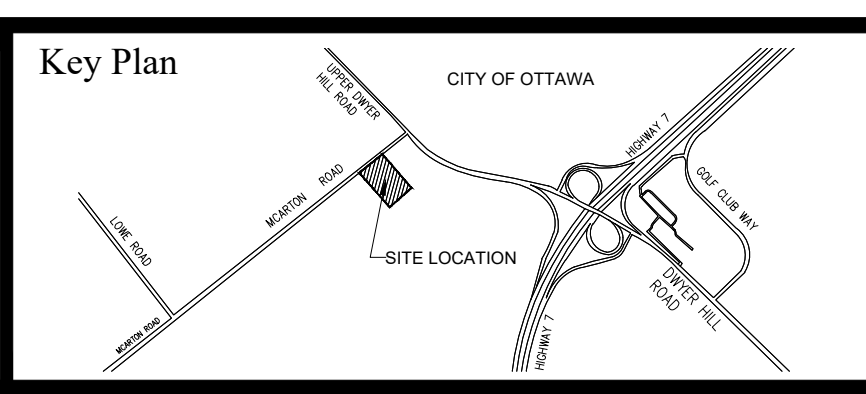 Key Plan
UPPER DWYER
HILL ROAD
CITY OF OTTAWA
HIGHWAY 7
GOLF CLUB WAY
MCARTON ROAD
LOWE ROAD
SITE LOCATION
DWYER HILL
ROAD
MCARTON ROAD
HIGHWAY 7